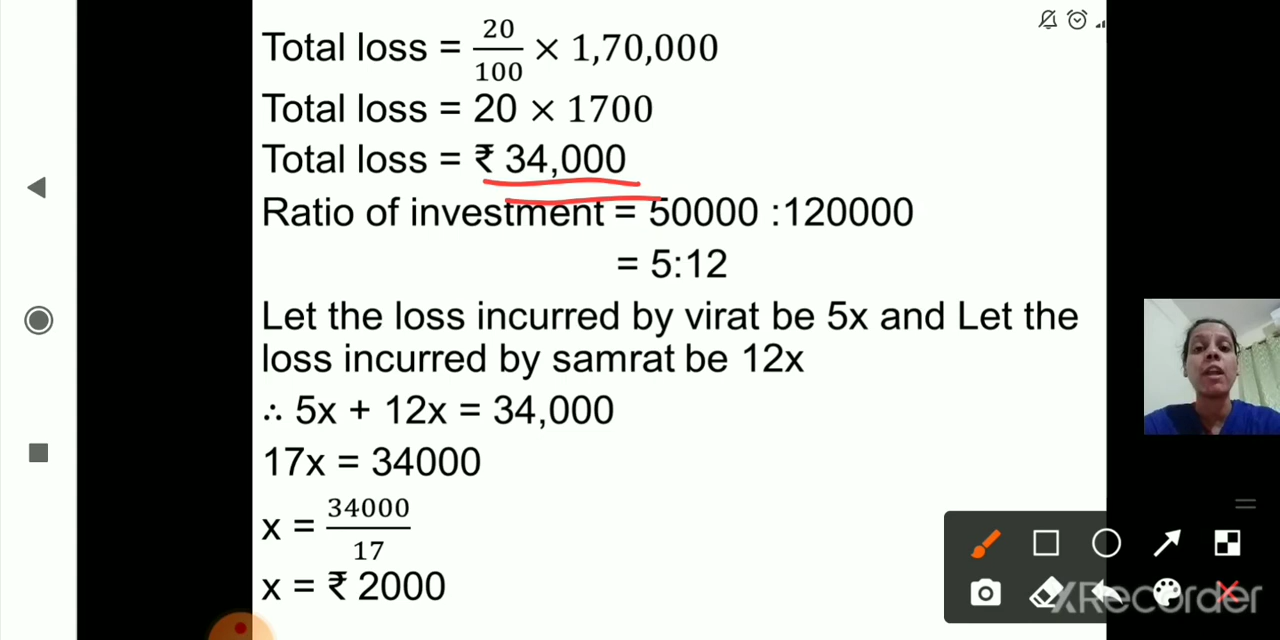 Total loss = 20/100 × 1,70,000
Total loss = 20 × 1700
Total loss = ₹ 34,000
Ratio of investment = 50000 :120000
= 5:12
Let the loss incurred by virat be 5x and Let the
loss incurred by samrat be 12x
∴ 5x + 12x = 34,000
17x = 34000
x = 34000/17
x = ₹ 2000
XRecorder